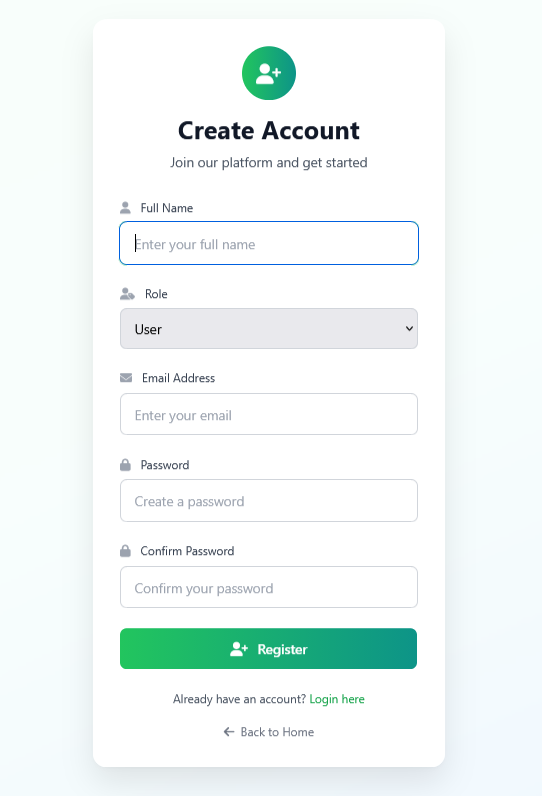 Create Account
Join our platform and get started
Full Name
Enter your full name
Role
User
Email Address
Enter your email
Password
Create a password
Confirm Password
Confirm your password
Register
Already have an account? Login here
Back to Home